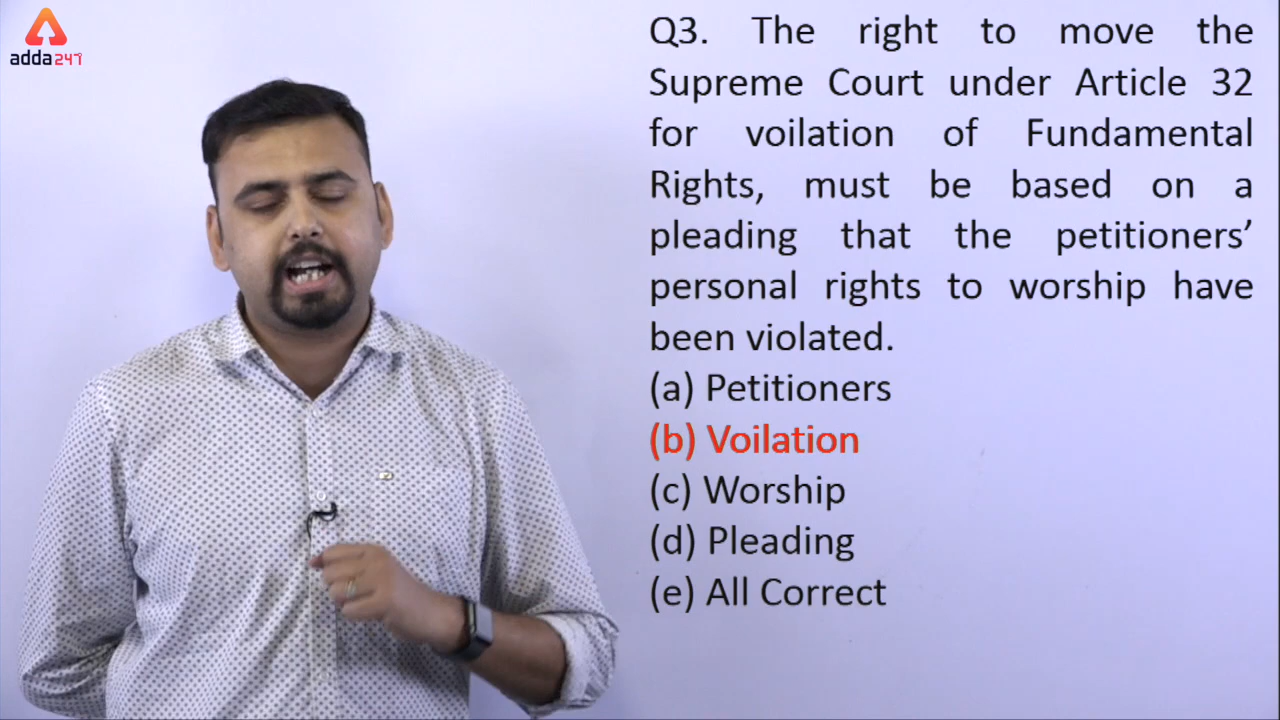 adda247
Q3. The right to move the
Supreme Court under Article 32
for voilation of Fundamental
Rights, must be based on a
pleading that the petitioners’
personal rights to worship have
been violated.
(a) Petitioners
(b) Voilation
(c) Worship
(d) Pleading
(e) All Correct